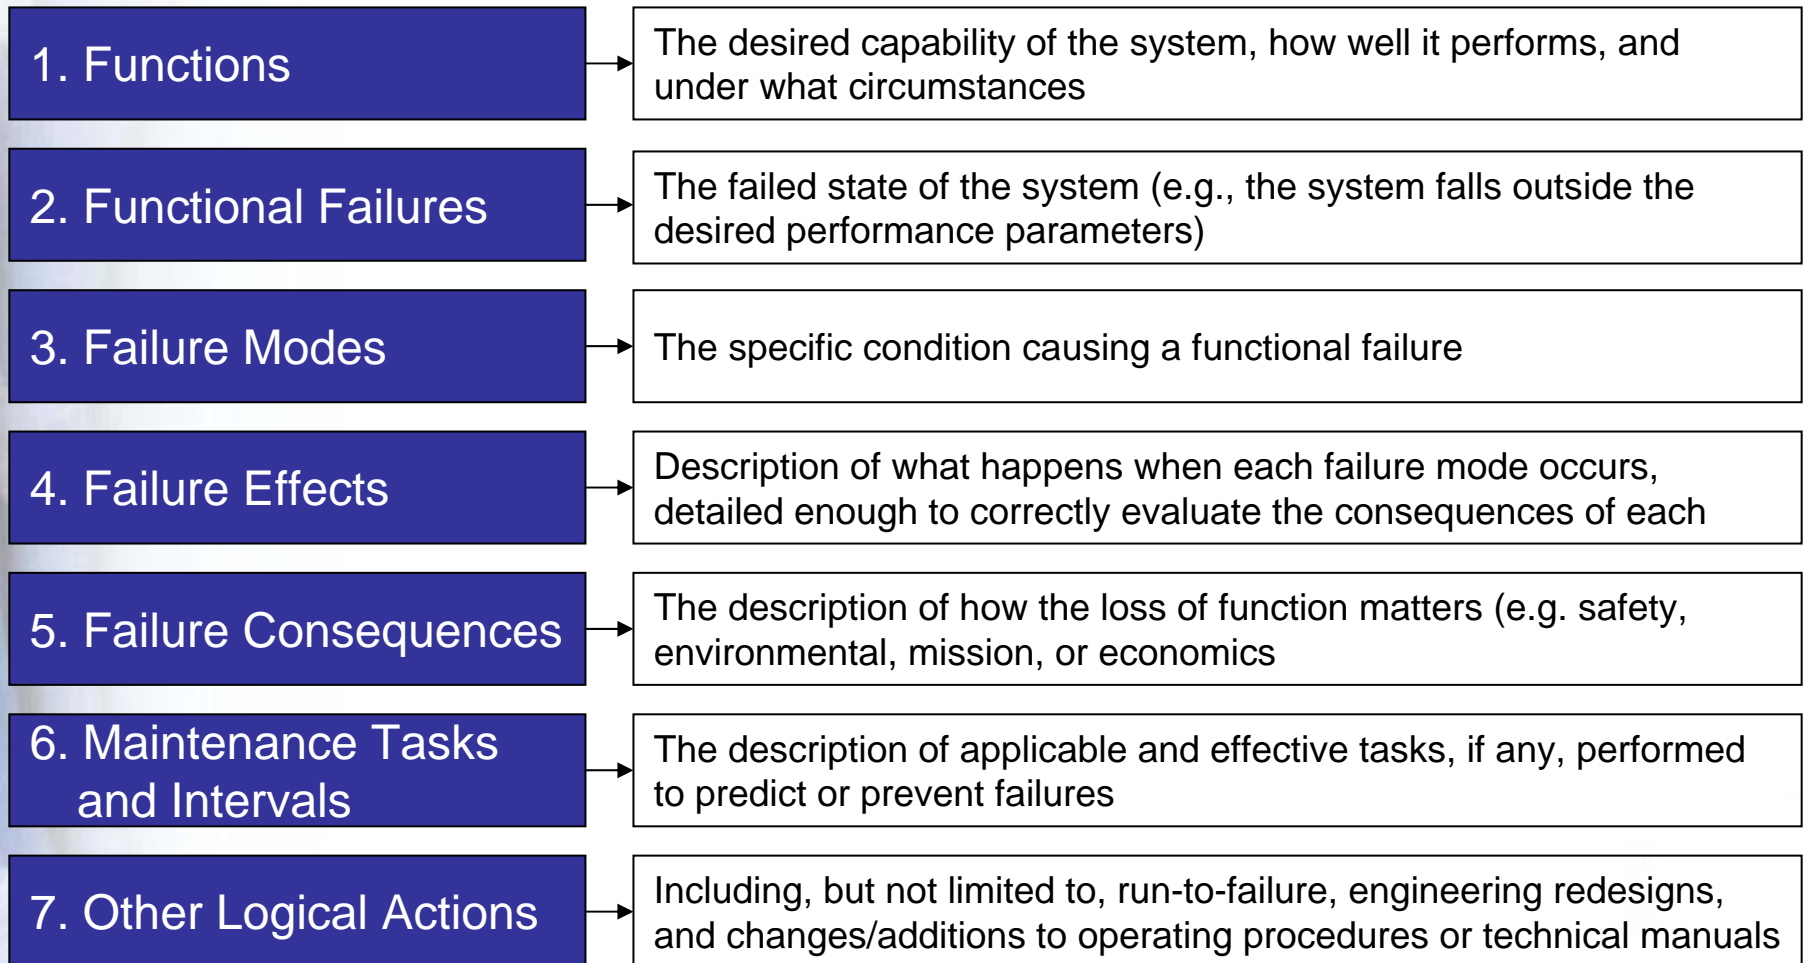 1. Functions
The desired capability of the system, how well it performs, and
under what circumstances
2. Functional Failures
The failed state of the system (e.g., the system falls outside the
desired performance parameters)
3. Failure Modes
The specific condition causing a functional failure
4. Failure Effects
Description of what happens when each failure mode occurs,
detailed enough to correctly evaluate the consequences of each
5. Failure Consequences
The description of how the loss of function matters (e.g. safety,
environmental, mission, or economics
6. Maintenance Tasks
and Intervals
The description of applicable and effective tasks, if any, performed
to predict or prevent failures
7. Other Logical Actions
Including, but not limited to, run-to-failure, engineering redesigns,
and changes/additions to operating procedures or technical manuals